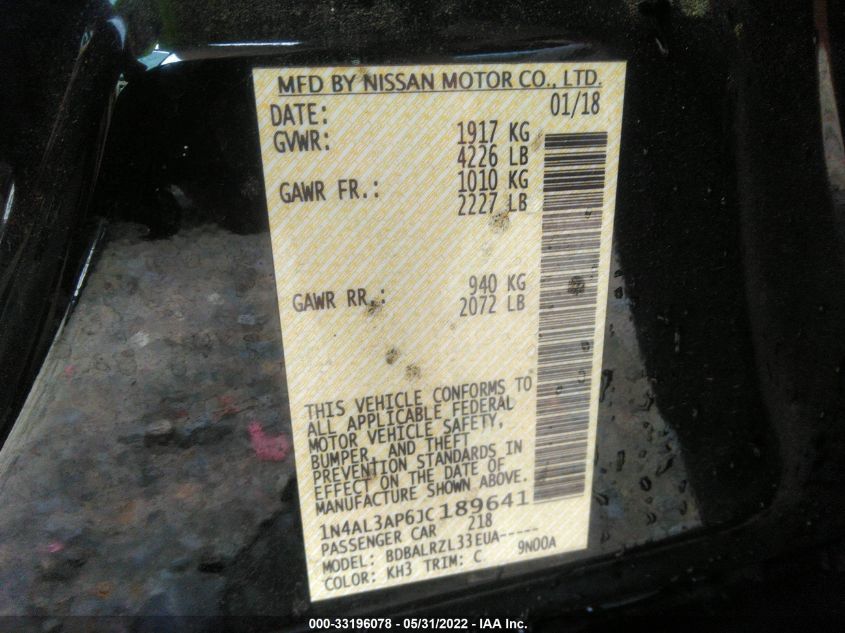 MFD BY NISSAN MOTOR CO., LTD.
DATE: 01/18
GVWR: 1917 KG
4226 LB
GAWR FR.: 1010 KG
2227 LB
GAWR RR.: 940 KG
2072 LB
THIS VEHICLE CONFORMS TO
ALL APPLICABLE FEDERAL
MOTOR VEHICLE SAFETY,
BUMPER, AND THEFT
PREVENTION STANDARDS IN
EFFECT ON THE DATE OF
MANUFACTURE SHOWN ABOVE.
1N4AL3AP6JC189641
PASSENGER CAR 218
MODEL: BDBALRZL33EUA-----
COLOR: KH3 TRIM: C 9N00A
000-33196078 - 05/31/2022 - IAA Inc.